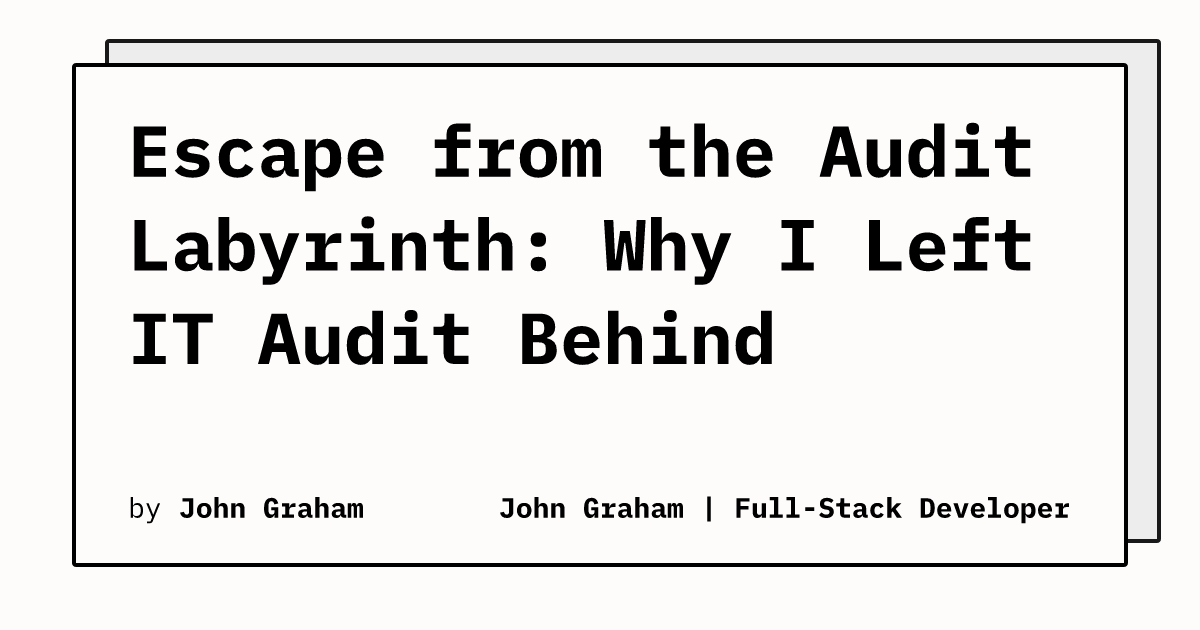 Escape from the Audit
Labyrinth: Why I Left
IT Audit Behind
by John Graham
John Graham | Full-Stack Developer